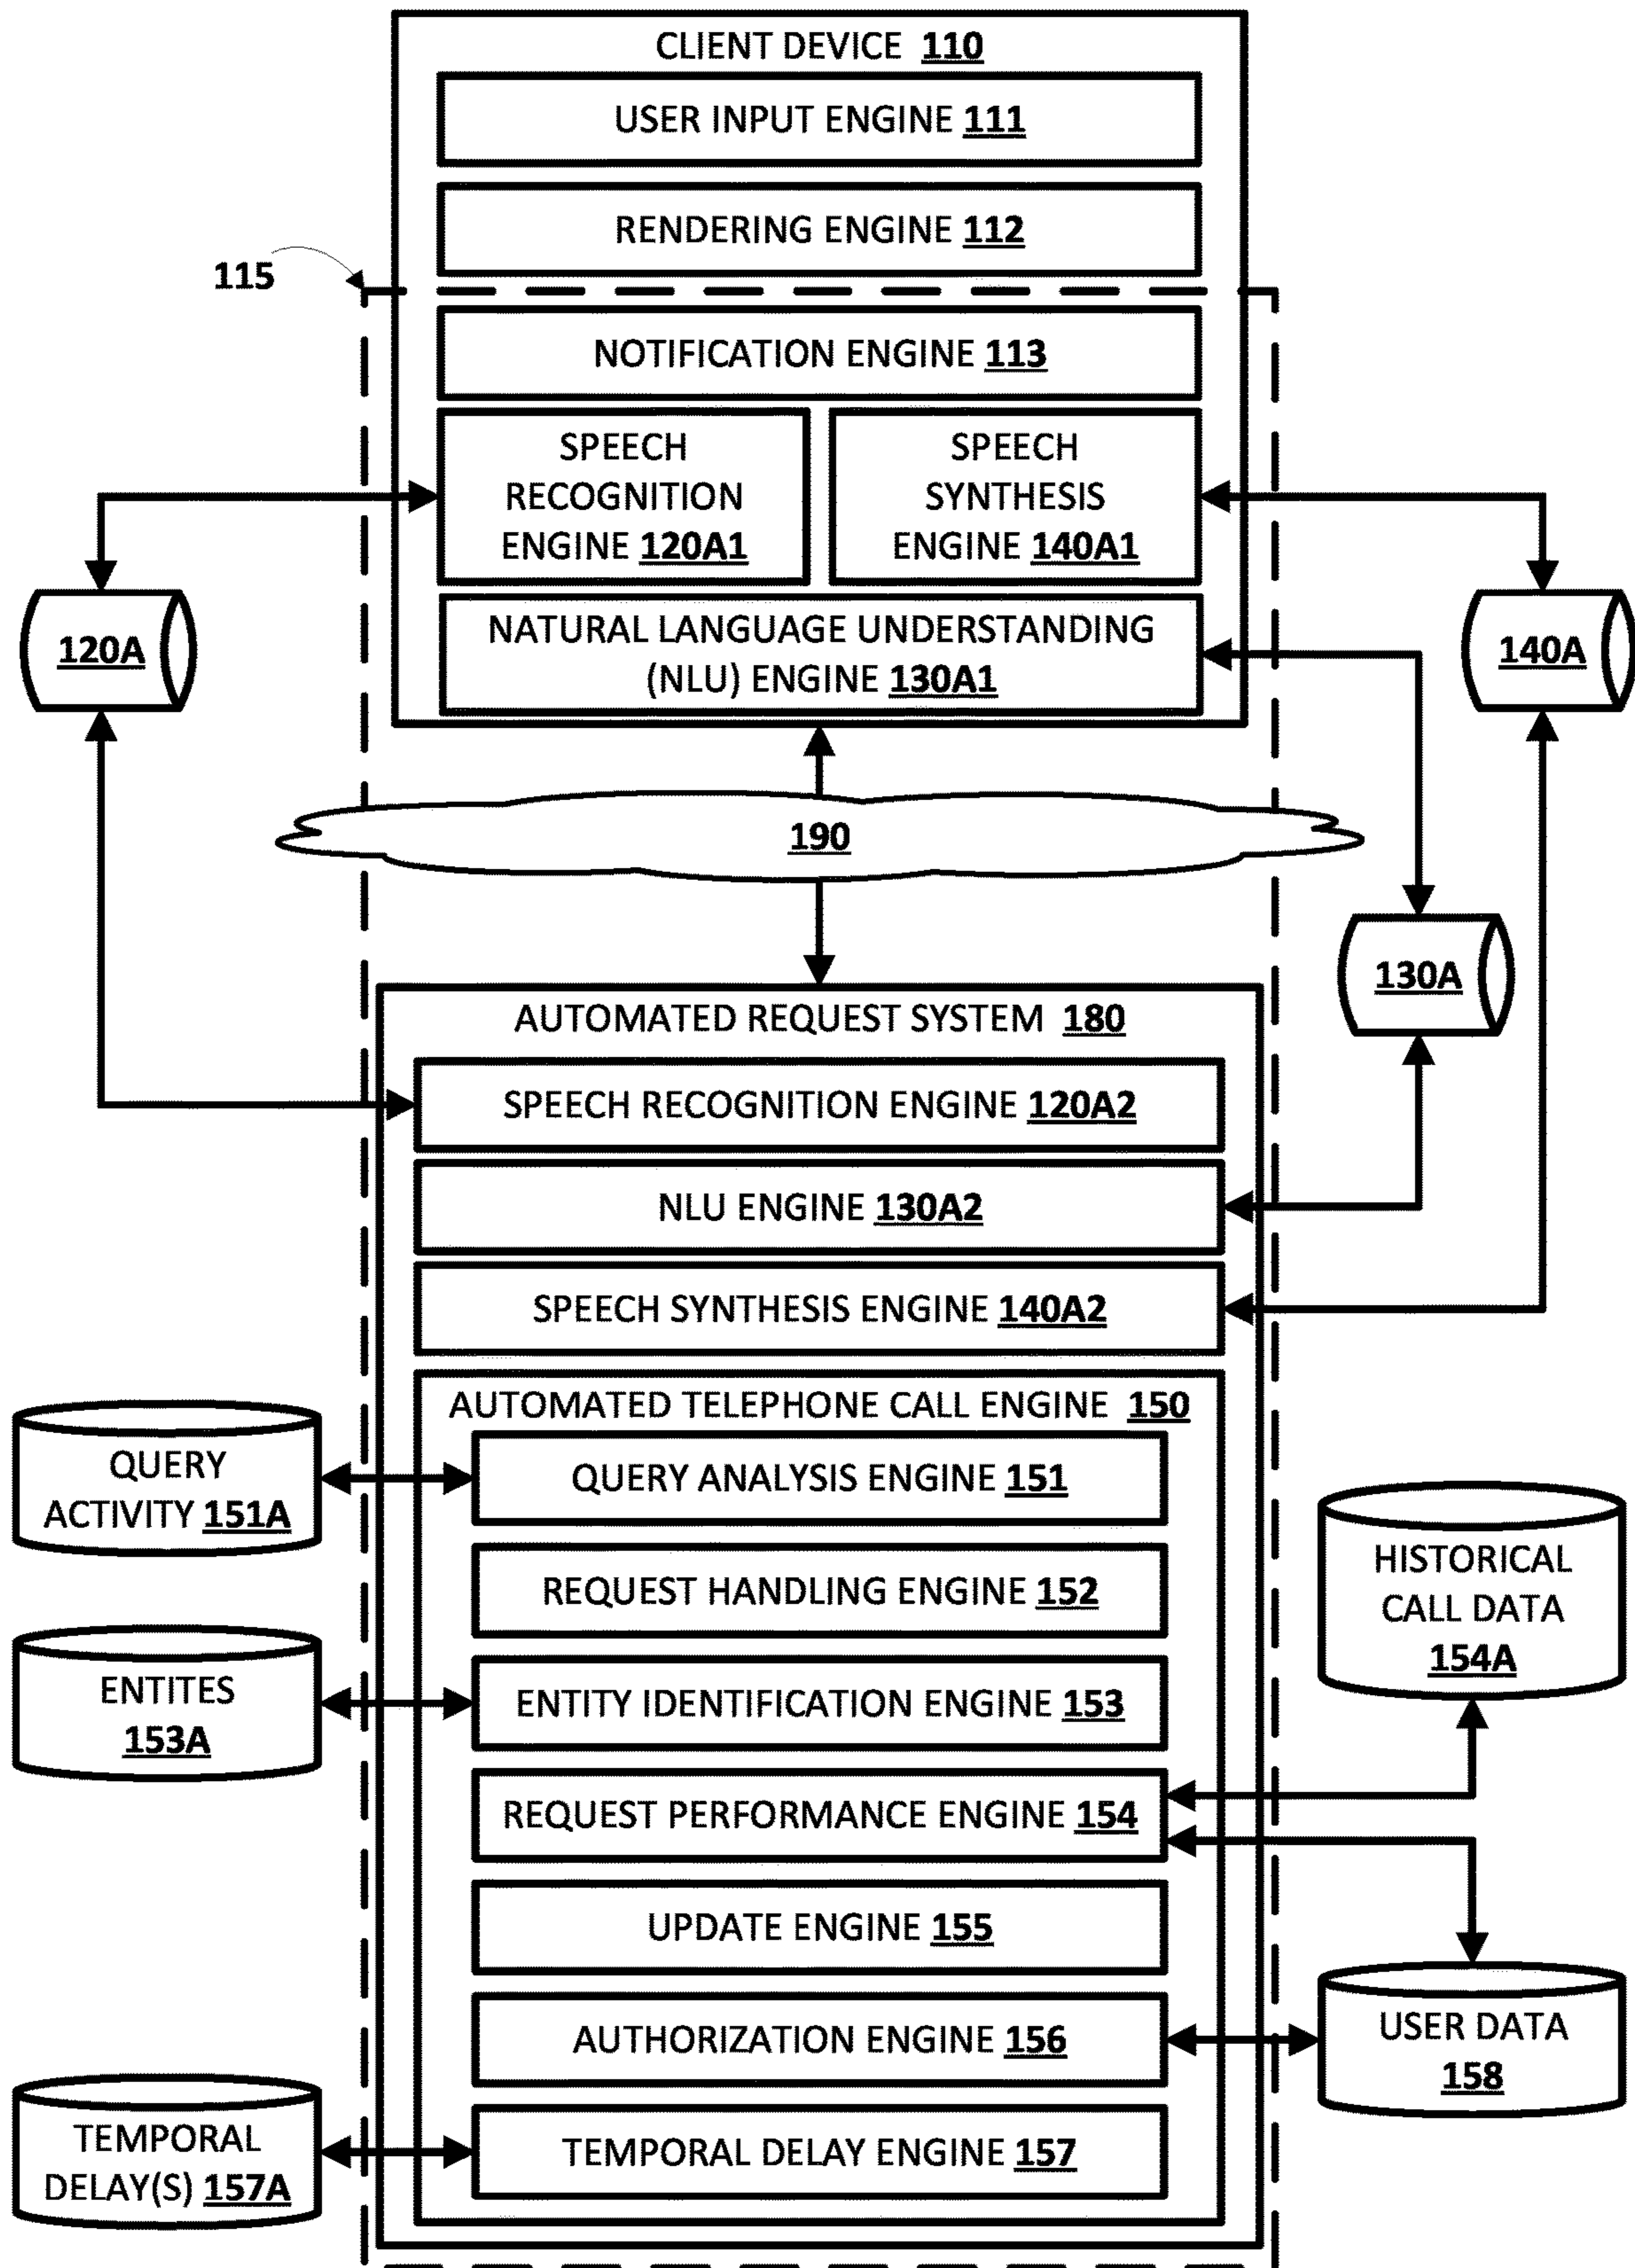 CLIENT DEVICE 110
USER INPUT ENGINE 111
RENDERING ENGINE 112
115
NOTIFICATION ENGINE 113
SPEECH
RECOGNITION
ENGINE 120A1
SPEECH
SYNTHESIS
ENGINE 140A1
120A
NATURAL LANGUAGE UNDERSTANDING
(NLU) ENGINE 130A1
140A
190
130A
AUTOMATED REQUEST SYSTEM 180
SPEECH RECOGNITION ENGINE 120A2
NLU ENGINE 130A2
SPEECH SYNTHESIS ENGINE 140A2
AUTOMATED TELEPHONE CALL ENGINE 150
QUERY
ACTIVITY 151A
QUERY ANALYSIS ENGINE 151
REQUEST HANDLING ENGINE 152
HISTORICAL
CALL DATA
154A
ENTITES
153A
ENTITY IDENTIFICATION ENGINE 153
REQUEST PERFORMANCE ENGINE 154
UPDATE ENGINE 155
AUTHORIZATION ENGINE 156
USER DATA
158
TEMPORAL
DELAY(S) 157A
TEMPORAL DELAY ENGINE 157